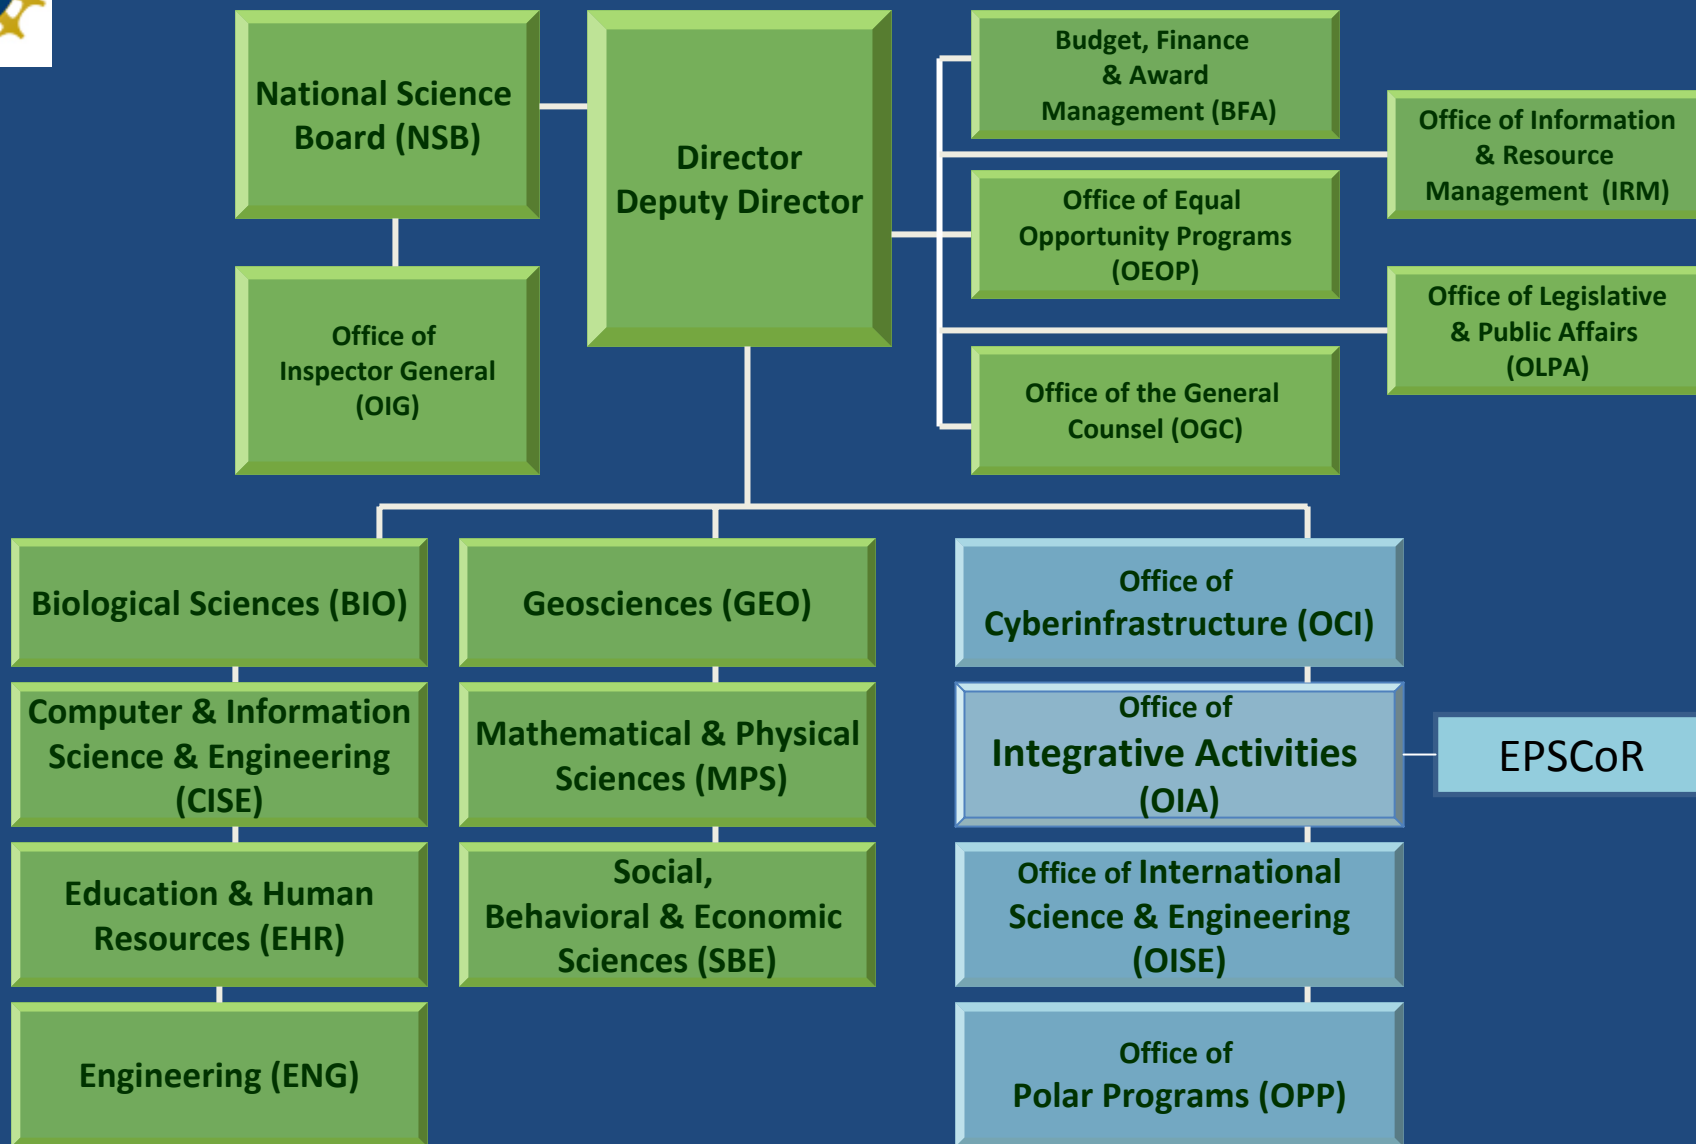 National Science
Board (NSB)
Director
Deputy Director
Budget, Finance
& Award
Management (BFA)
Office of Information
& Resource
Management (IRM)
Office of Equal
Opportunity Programs
(OEOP)
Office of Legislative
& Public Affairs
(OLPA)
Office of
Inspector General
(OIG)
Office of the General
Counsel (OGC)
Biological Sciences (BIO)
Geosciences (GEO)
Office of
Cyberinfrastructure (OCI)
Computer & Information
Science & Engineering
(CISE)
Mathematical & Physical
Sciences (MPS)
Office of
Integrative Activities
(OIA)
EPSCoR
Education & Human
Resources (EHR)
Social,
Behavioral & Economic
Sciences (SBE)
Office of International
Science & Engineering
(OISE)
Engineering (ENG)
Office of
Polar Programs (OPP)